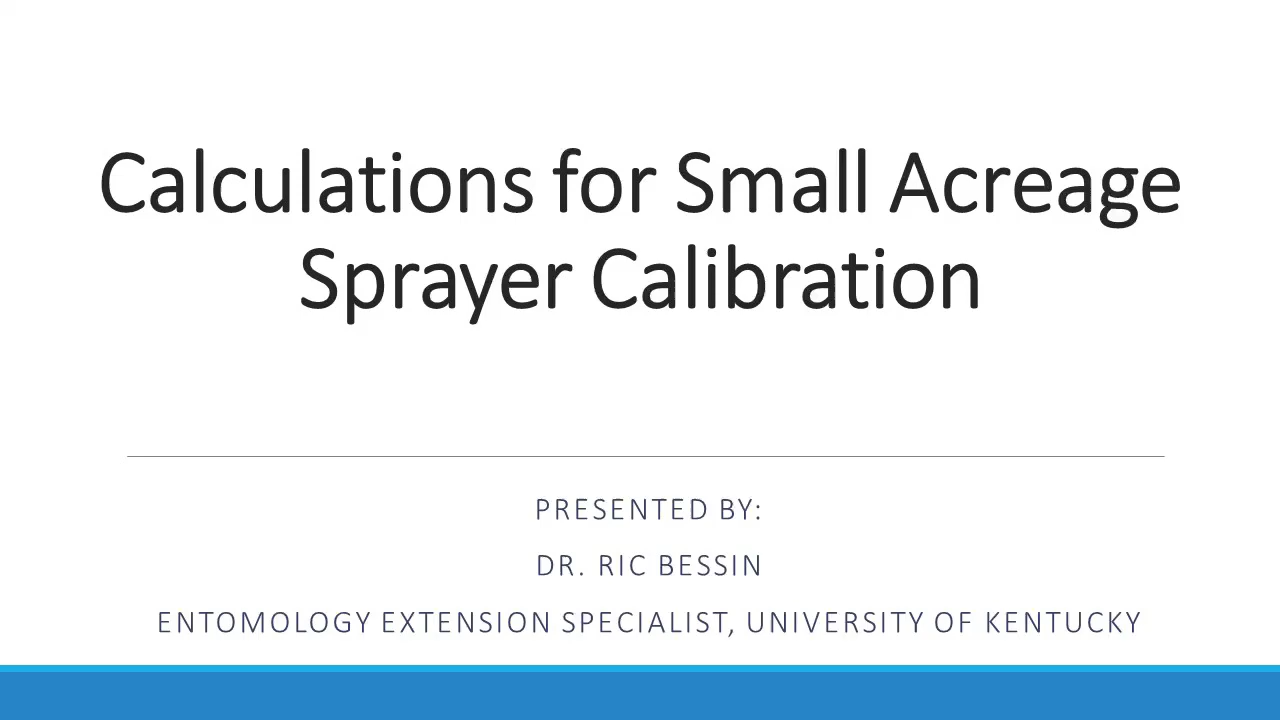 Calculations for Small Acreage
Sprayer Calibration
PRESENTED BY:
DR. RIC BESSIN
ENTOMOLOGY EXTENSION SPECIALIST, UNIVERSITY OF KENTUCKY